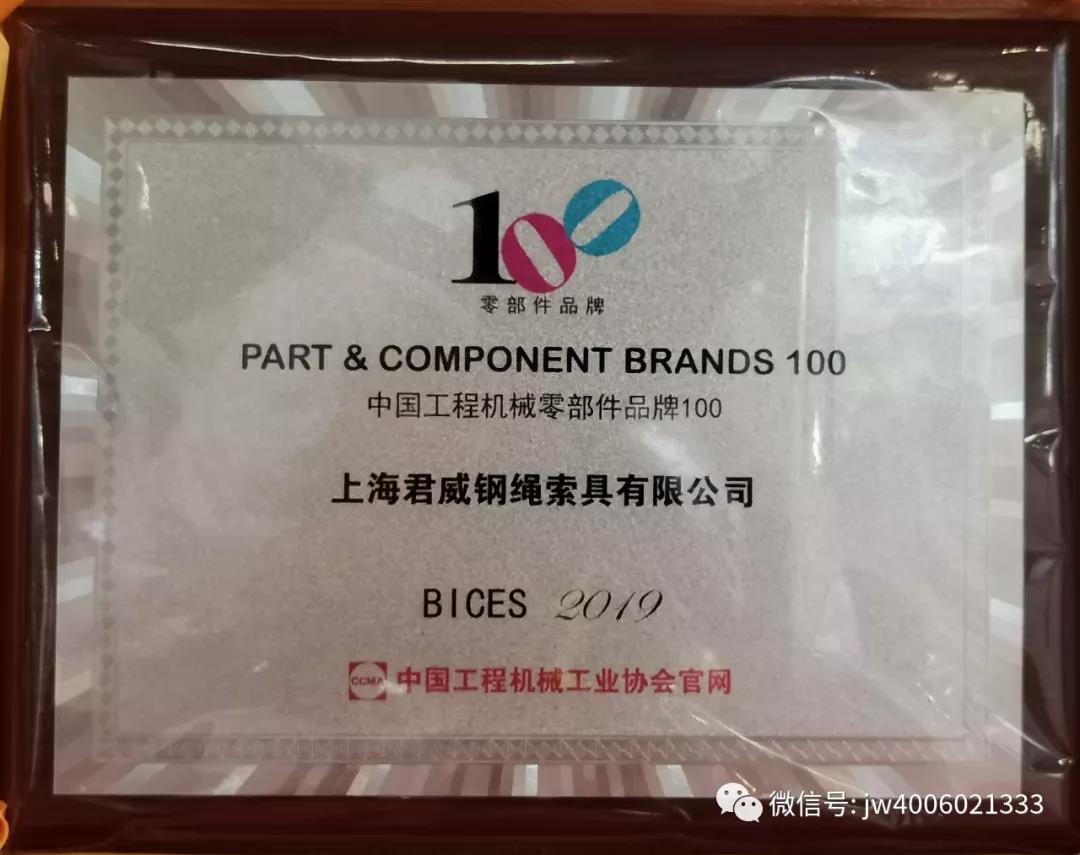 100
零部件品牌
PART & COMPONENT BRANDS 100
中国工程机械零部件品牌100
上海君威钢绳索具有限公司
BICES 2019
CCMA 中国工程机械工业协会官网
微信号: jw4006021333